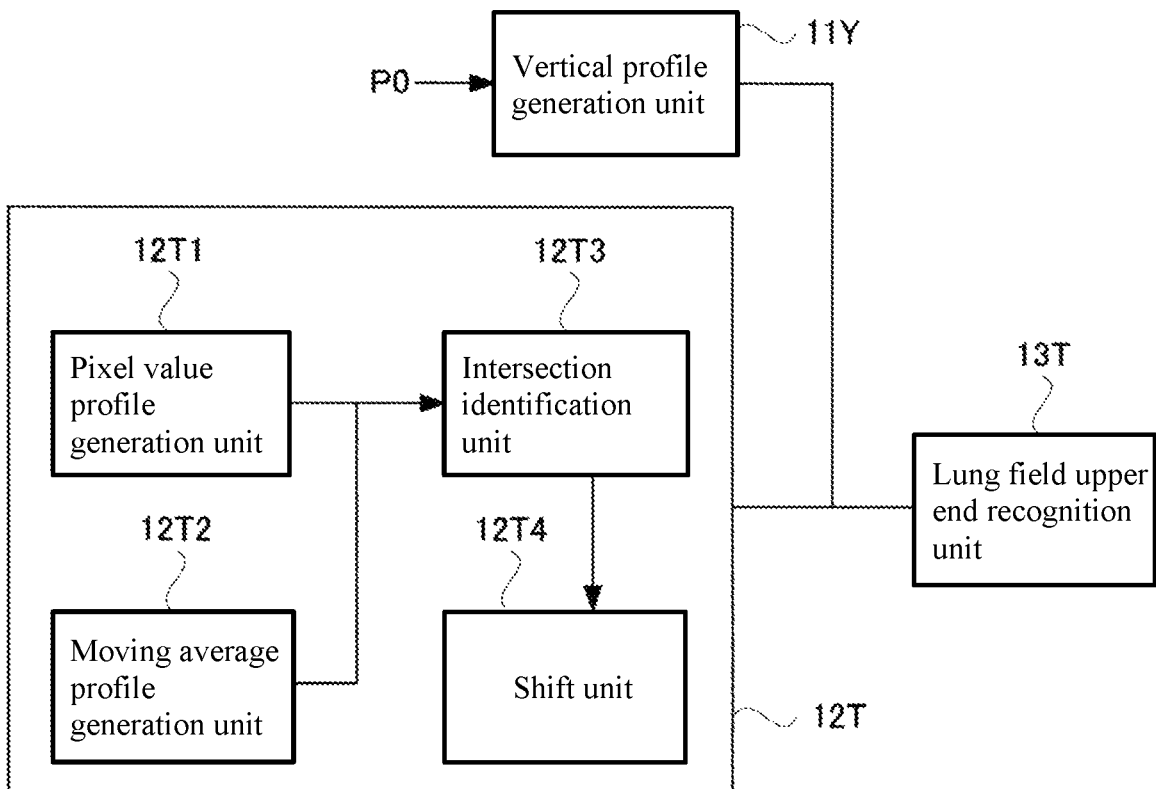 11Y
P0
Vertical profile
generation unit
12T1
12T3
Pixel value
profile
generation unit
Intersection
identification
unit
13T
Lung field upper
end recognition
unit
12T2
12T4
Moving average
profile
generation unit
Shift unit
12T